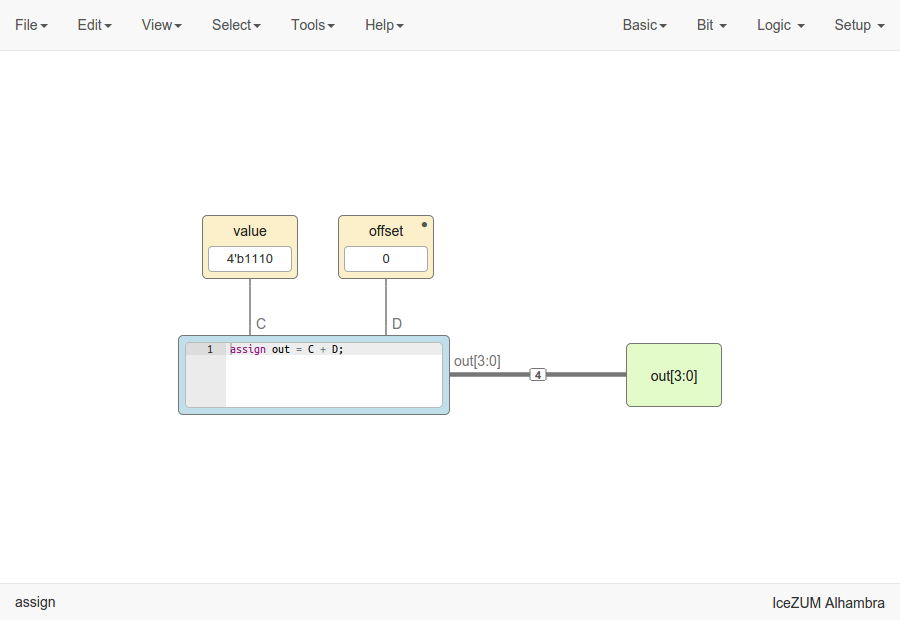 File Edit View Select Tools Help Basic Bit Logic Setup
value offset
4'b1110 0
C D
1 assign out = C + D;
out[3:0]
4
out[3:0]
assign IceZUM Alhambra